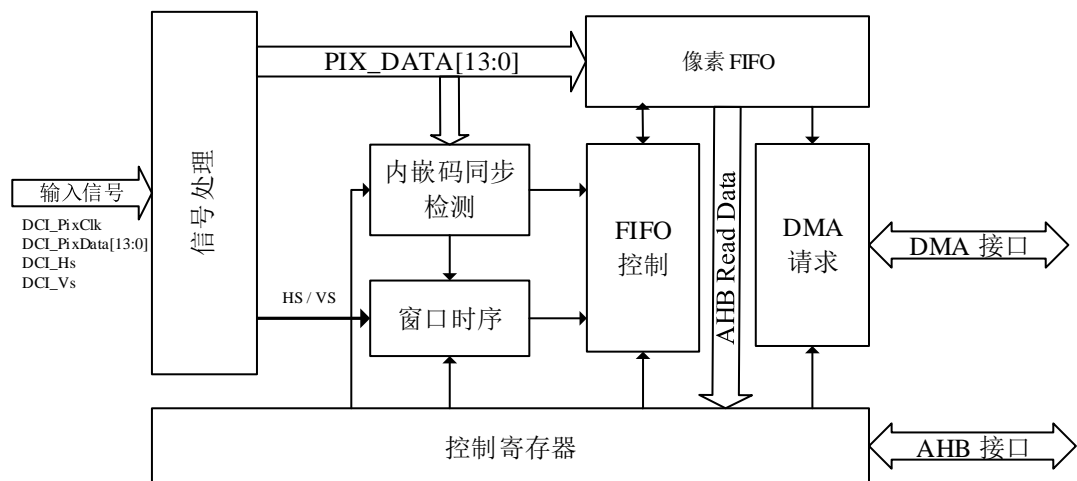 PIX_DATA[13:0]
像素 FIFO
信号处理
输入信号
DCI_PixClk
DCI_PixData[13:0]
DCI_Hs
DCI_Vs
内嵌码同步
检测
FIFO
控制
AHB Read Data
DMA
请求
DMA 接口
HS / VS
窗口时序
控制寄存器
AHB 接口